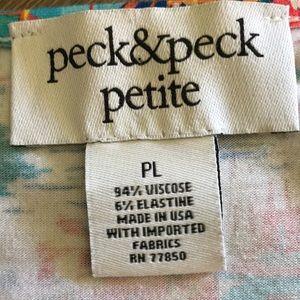 peck&peck
petite
PL
94% VISCOSE
6% ELASTINE
MADE IN USA
WITH IMPORTED
FABRICS
RN 77850